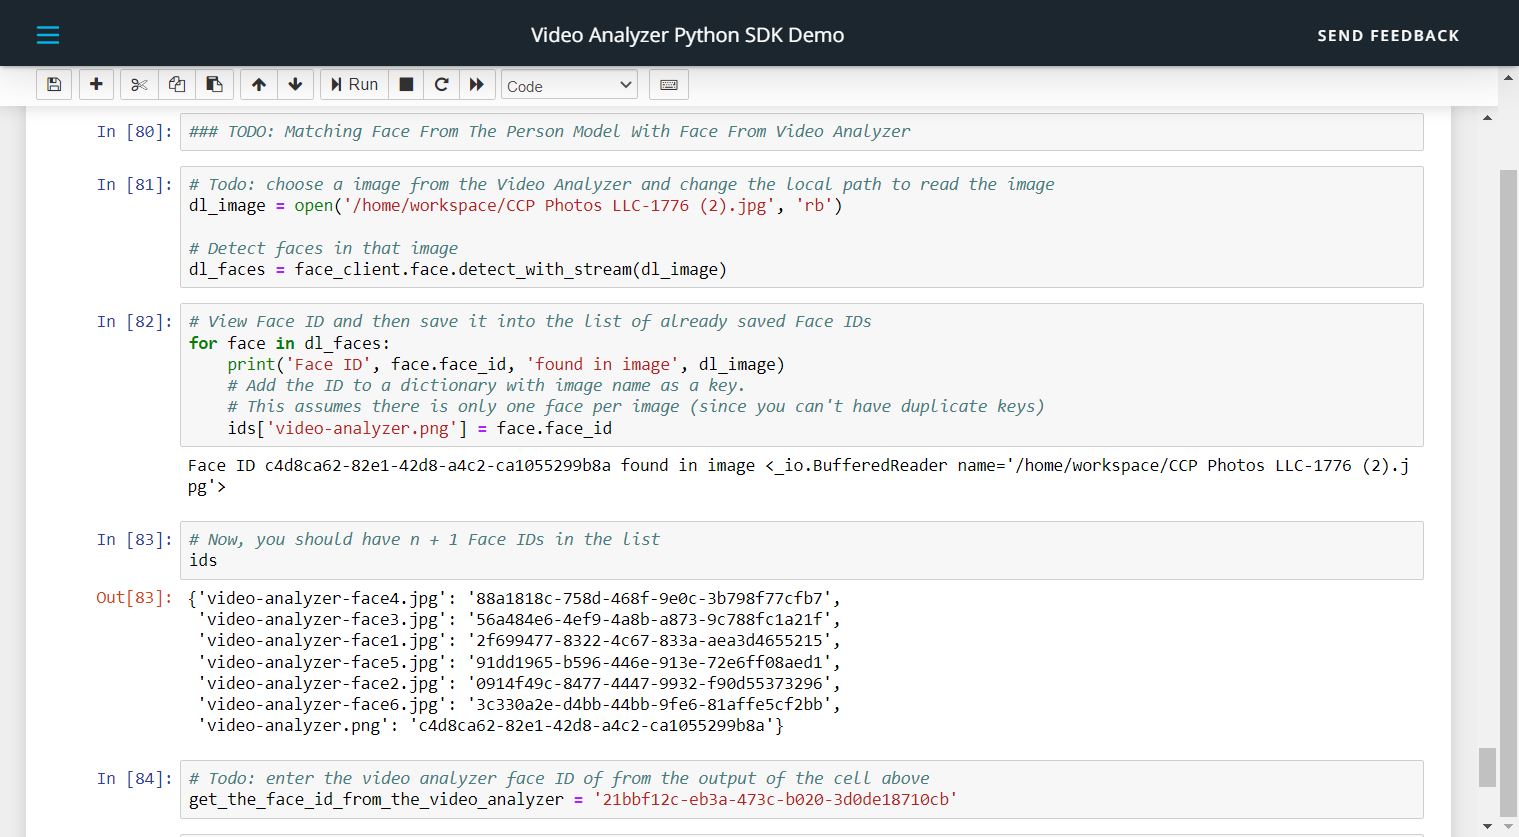 Video Analyzer Python SDK Demo
SEND FEEDBACK
Run
Code
In [80]:
### TODO: Matching Face From The Person Model With Face From Video Analyzer
In [81]:
# Todo: choose a image from the Video Analyzer and change the local path to read the image
dl_image = open('/home/workspace/CCP Photos LLC-1776 (2).jpg', 'rb')
# Detect faces in that image
dl_faces = face_client.face.detect_with_stream(dl_image)
In [82]:
# View Face ID and then save it into the list of already saved Face IDs
for face in dl_faces:
    print('Face ID', face.face_id, 'found in image', dl_image)
    # Add the ID to a dictionary with image name as a key.
    # This assumes there is only one face per image (since you can't have duplicate keys)
    ids['video-analyzer.png'] = face.face_id
Face ID c4d8ca62-82e1-42d8-a4c2-ca1055299b8a found in image <_io.BufferedReader name='/home/workspace/CCP Photos LLC-1776 (2).j
pg'>
In [83]:
# Now, you should have n + 1 Face IDs in the list
ids
Out[83]:
{'video-analyzer-face4.jpg': '88a1818c-758d-468f-9e0c-3b798f77cfb7',
 'video-analyzer-face3.jpg': '56a484e6-4ef9-4a8b-a873-9c788fc1a21f',
 'video-analyzer-face1.jpg': '2f699477-8322-4c67-833a-aea3d4655215',
 'video-analyzer-face5.jpg': '91dd1965-b596-446e-913e-72e6ff08aed1',
 'video-analyzer-face2.jpg': '0914f49c-8477-4447-9932-f90d55373296',
 'video-analyzer-face6.jpg': '3c330a2e-d4bb-44bb-9fe6-81affe5cf2bb',
 'video-analyzer.png': 'c4d8ca62-82e1-42d8-a4c2-ca1055299b8a'}
In [84]:
# Todo: enter the video analyzer face ID of from the output of the cell above
get_the_face_id_from_the_video_analyzer = '21bbf12c-eb3a-473c-b020-3d0de18710cb'